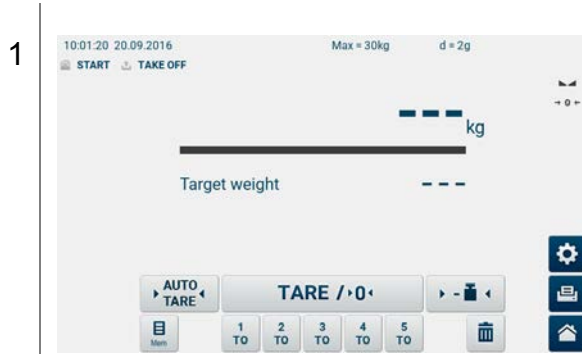 1
10:01:20 20.09.2016 Max = 30kg d = 2g
START TAKE OFF
→ 0 ←
--- kg
Target weight ---
AUTO TARE TARE / 0 -
Mem 1 TO 2 TO 3 TO 4 TO 5 TO